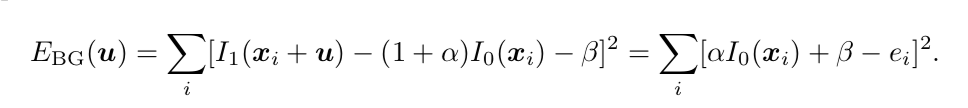 E_BG(u) = ∑_i [I_1(x_i + u) − (1 + α)I_0(x_i) − β]^2 = ∑_i [αI_0(x_i) + β − e_i]^2.